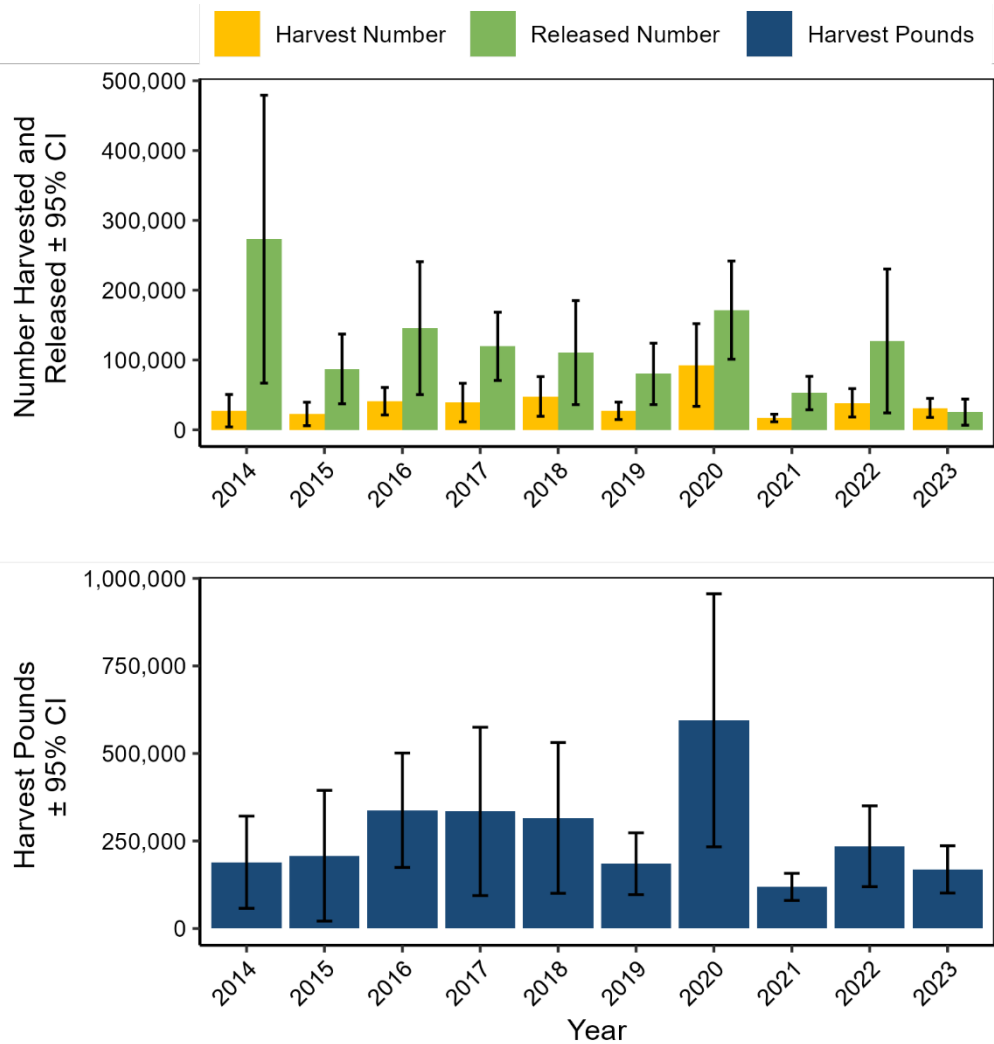 Harvest Number Released Number Harvest Pounds
Number Harvested and
Released ± 95% CI
500,000
400,000
300,000
200,000
100,000
0
2014 2015 2016 2017 2018 2019 2020 2021 2022 2023
Harvest Pounds
± 95% CI
1,000,000
750,000
500,000
250,000
0
2014 2015 2016 2017 2018 2019 2020 2021 2022 2023
Year